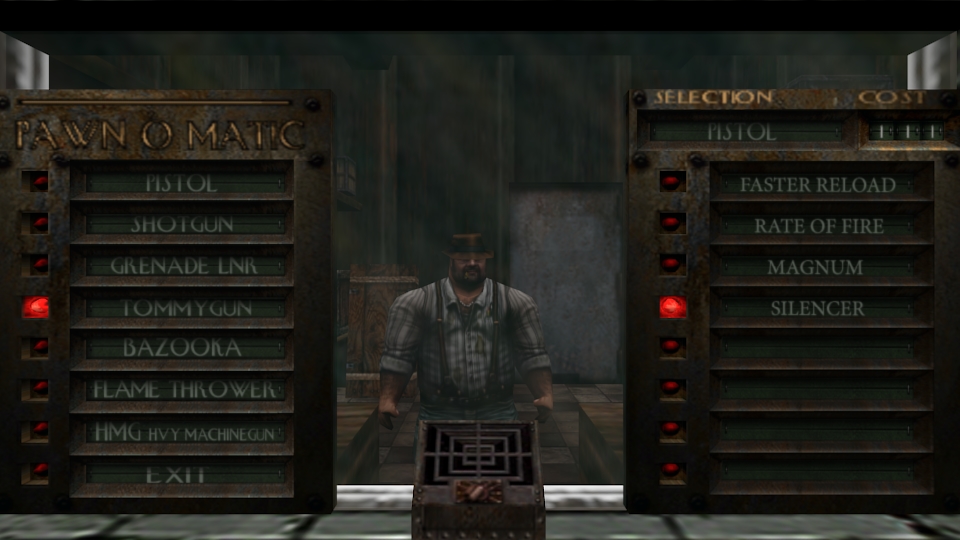 PAWN O MATIC
PISTOL
SHOTGUN
GRENADE LNR
TOMMYGUN
BAZOOKA
FLAME THROWER
HMG HVY MACHINEGUN
EXIT
SELECTION COST
PISTOL
FASTER RELOAD
RATE OF FIRE
MAGNUM
SILENCER